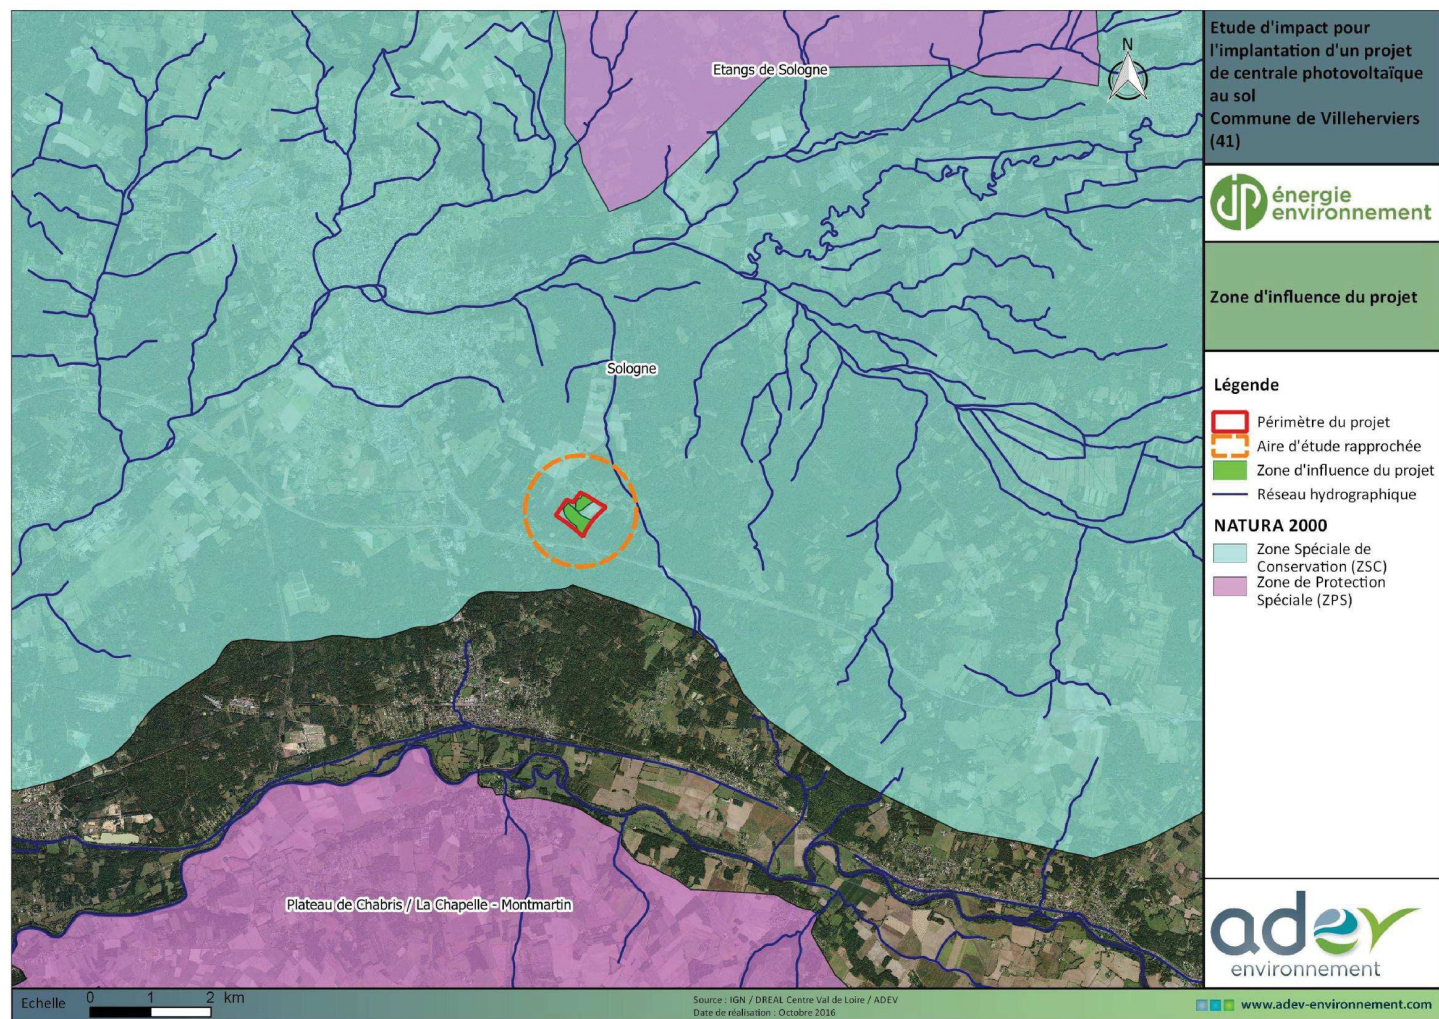 Etangs de Sologne
N
Sologne
Plateau de Chabris / La Chapelle - Montmartin
Etude d'impact pour
l'implantation d'un projet
de centrale photovoltaïque
au sol
Commune de Villeherviers
(41)
énergie
environnement
Zone d'influence du projet
Légende
Périmètre du projet
Aire d'étude rapprochée
Zone d'influence du projet
Réseau hydrographique
NATURA 2000
Zone Spéciale de
Conservation (ZSC)
Zone de Protection
Spéciale (ZPS)
adev
environnement
Echelle 0 1 2 km
Source : IGN / DREAL Centre Val de Loire / ADEV
Date de réalisation : Octobre 2016
www.adev-environnement.com